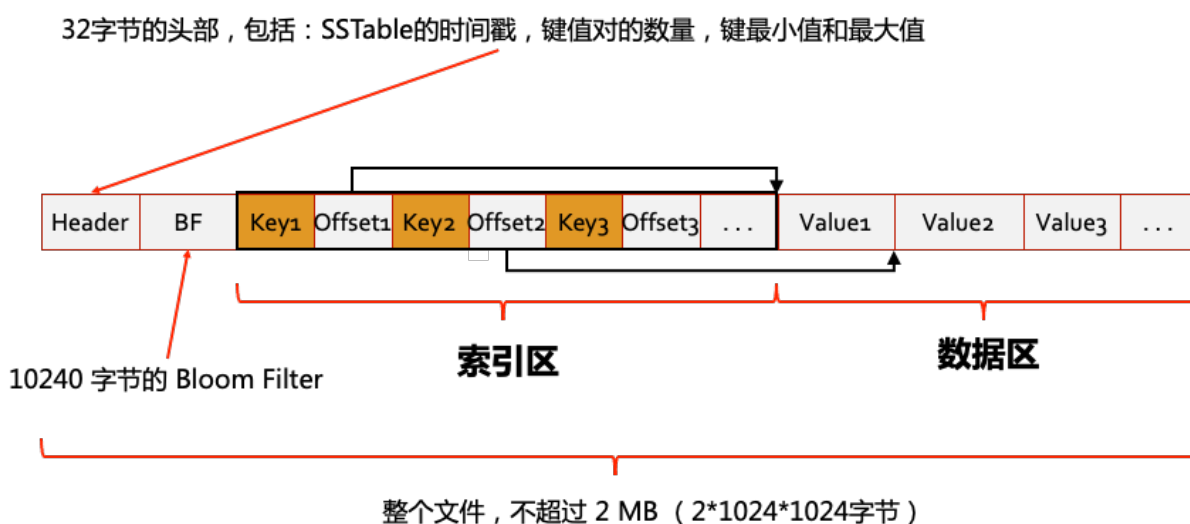 32字节的头部，包括：SSTable的时间戳，键值对的数量，键最小值和最大值
Header BF Key1 Offset1 Key2 Offset2 Key3 Offset3 ... Value1 Value2 Value3 ...
索引区 数据区
10240 字节的 Bloom Filter
整个文件，不超过 2 MB （2*1024*1024字节）